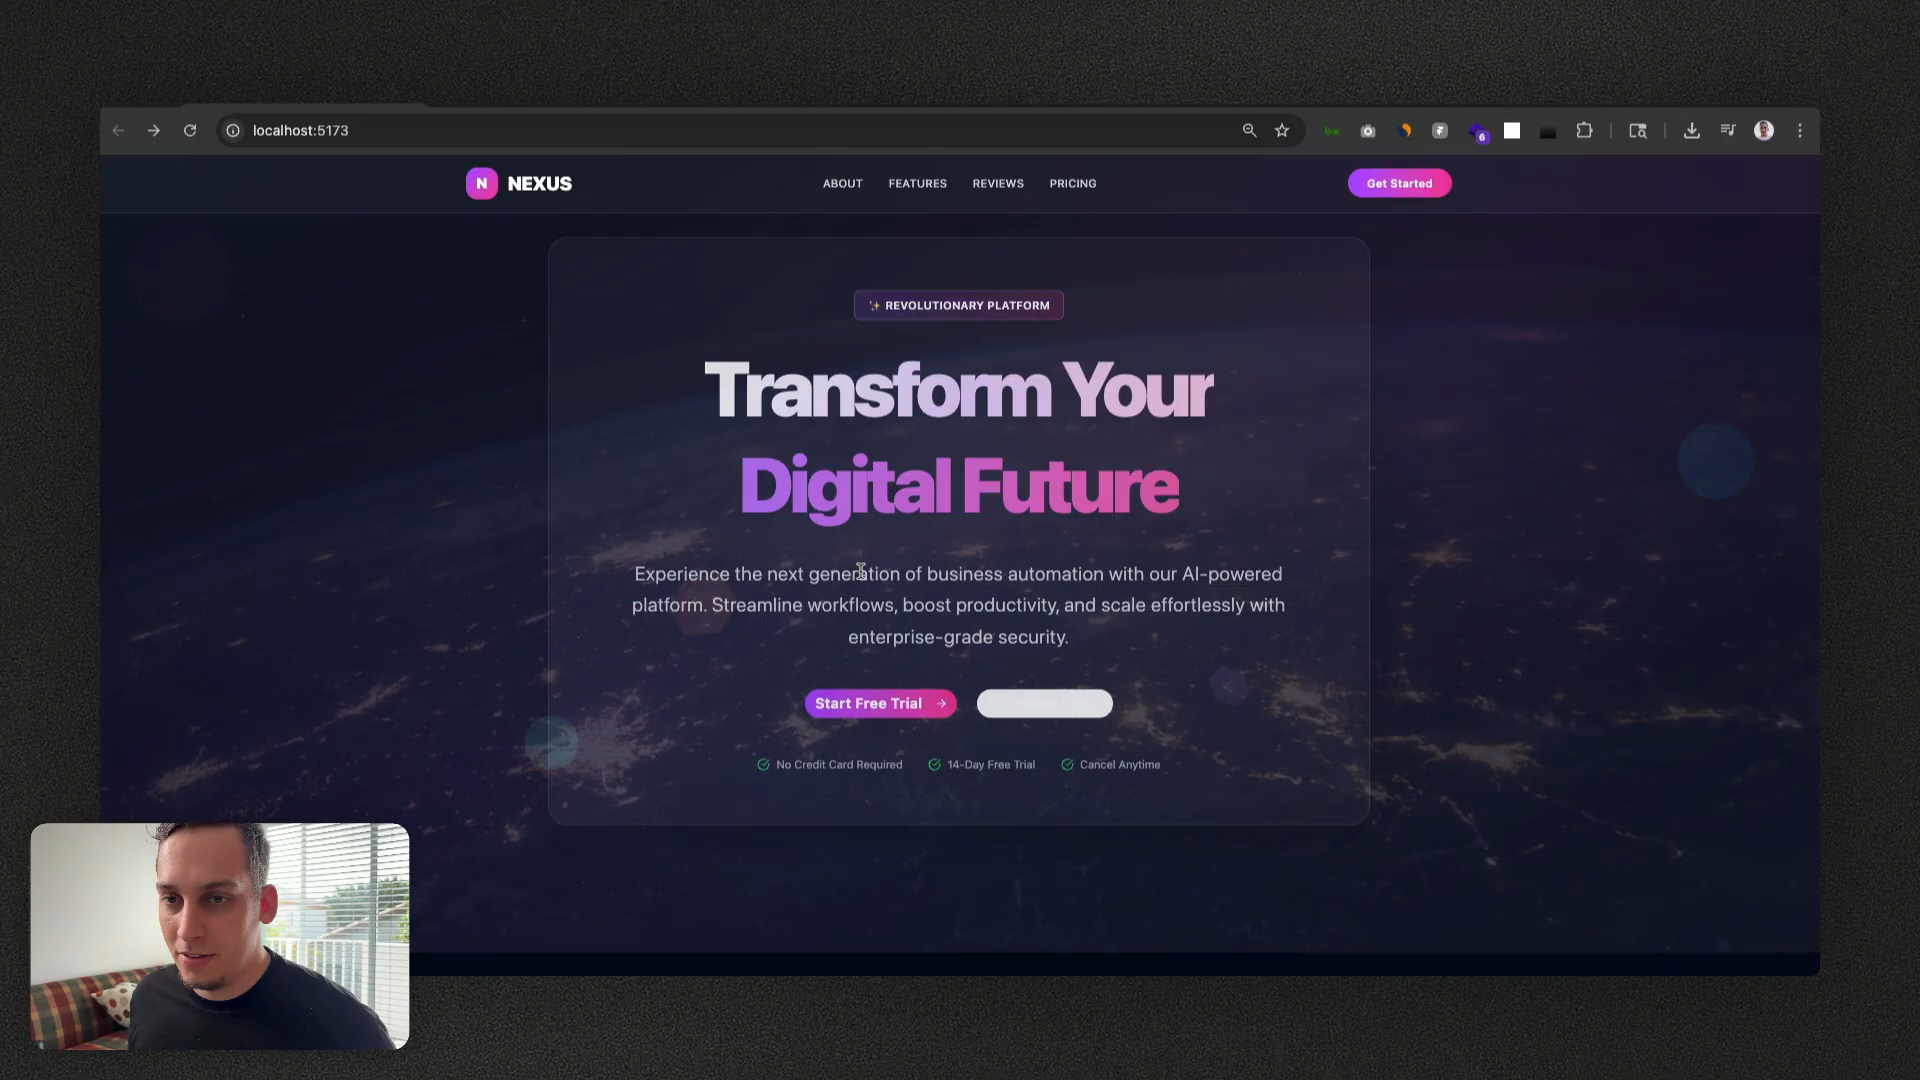 localhost:5173
6
N NEXUS
ABOUT FEATURES REVIEWS PRICING
Get Started
✨ REVOLUTIONARY PLATFORM
Transform Your
Digital Future
Experience the next generation of business automation with our AI-powered
platform. Streamline workflows, boost productivity, and scale effortlessly with
enterprise-grade security.
Start Free Trial →
No Credit Card Required 14-Day Free Trial Cancel Anytime